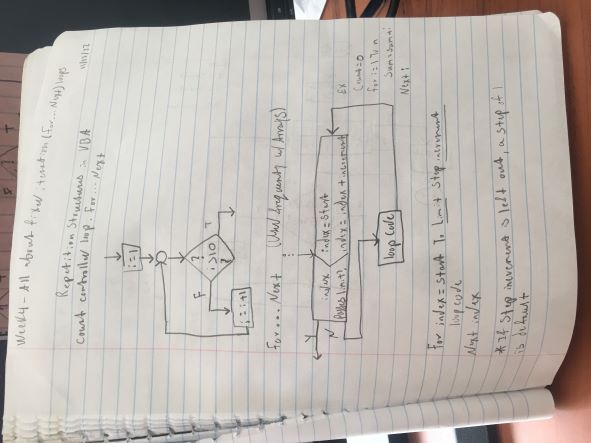 Week 4 - All about fixed iteration (for...Next) loops
Repetition Structures in VBA
Count controlled loop. For...Next
i=1
?
i>10
?
F
T
i=i+1
For...Next (Used frequently w/ Arrays)
Y
N
index
Passes limit?
index=start
index=index+increment
loop code
Ex
Count=0
for i=1 To n
Sum=sum+i
Next i
For index=start To Limit Step increment
loop code
Next index
* If Step increment is left out, a step of 1
is default